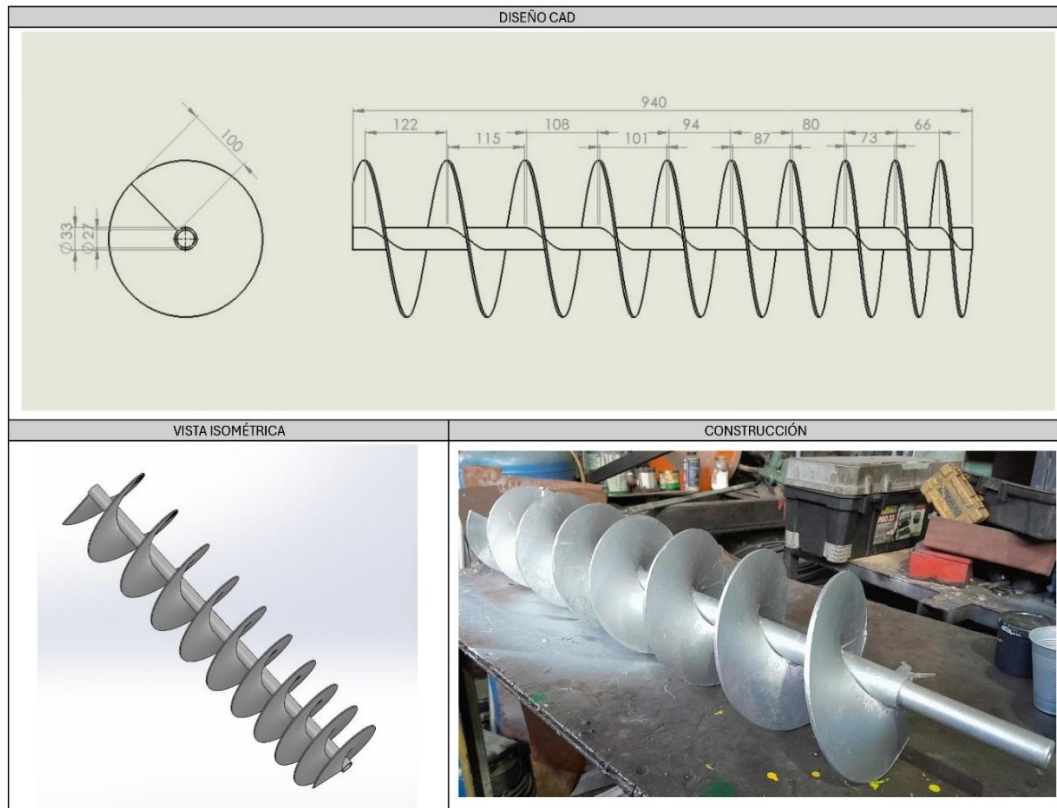 DISEÑO CAD
940
122
108
94
80
66
115
101
87
73
100
Ø33
Ø27
VISTA ISOMÉTRICA
CONSTRUCCIÓN